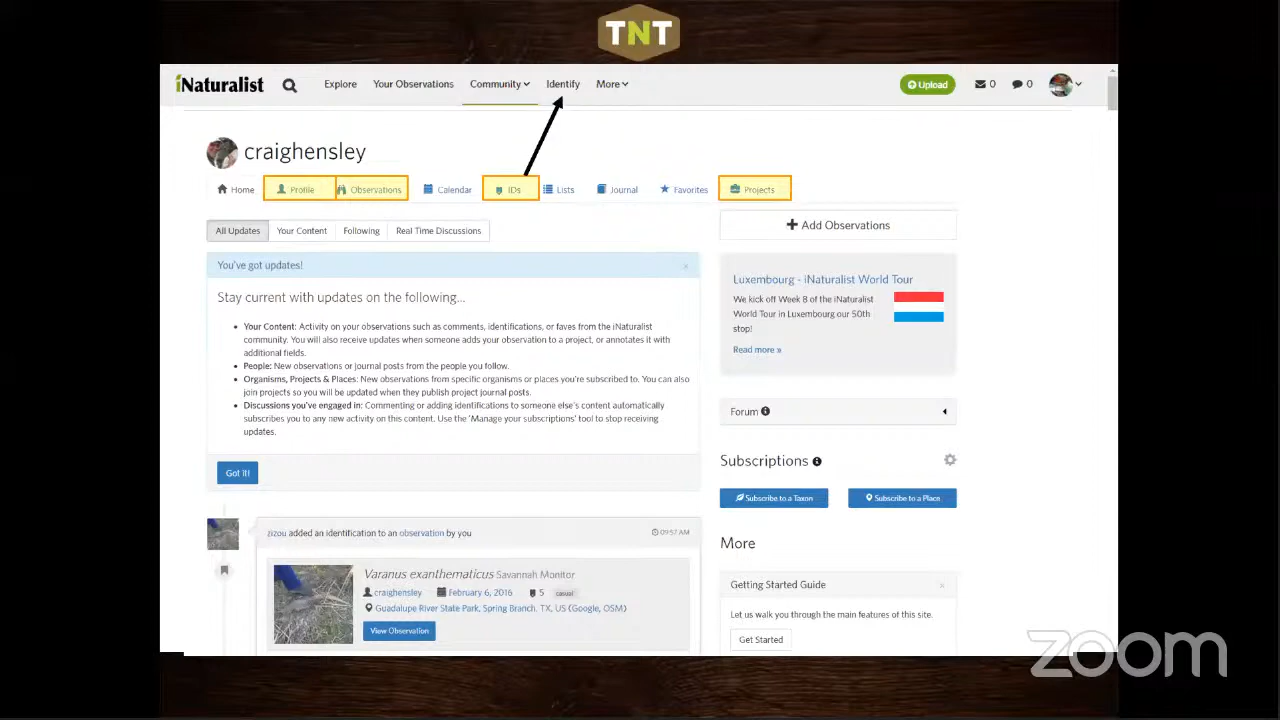 TNT
iNaturalist Explore Your Observations Community Identify More Upload 0 0
craighensley
Home Profile Observations Calendar IDs Lists Journal Favorites Projects
All Updates Your Content Following Real Time Discussions
You've got updates! ×
Stay current with updates on the following...
• Your Content: Activity on your observations such as comments, identifications, or faves from the iNaturalist
community. You will also receive updates when someone adds your observation to a project, or annotates it with
additional fields.
• People: New observations or journal posts from the people you follow.
• Organisms, Projects & Places: New observations from specific organisms or places you're subscribed to. You can also
join projects so you will be updated when they publish project journal posts.
• Discussions you've engaged in: Commenting or adding identifications to someone else's content automatically
subscribes you to any new activity on this content. Use the 'Manage your subscriptions' tool to stop receiving
updates.
Got it!
zizou added an identification to an observation by you 09:57 AM
Varanus exanthematicus Savannah Monitor
craighensley February 6, 2016 5 casual
Guadalupe River State Park, Spring Branch, TX, US (Google, OSM)
View Observation
+ Add Observations
Luxembourg - iNaturalist World Tour
We kick off Week 8 of the iNaturalist
World Tour in Luxembourg our 50th
stop!
Read more »
Forum
Subscriptions
Subscribe to a Taxon Subscribe to a Place
More
Getting Started Guide ×
Let us walk you through the main features of this site.
Get Started
zoom